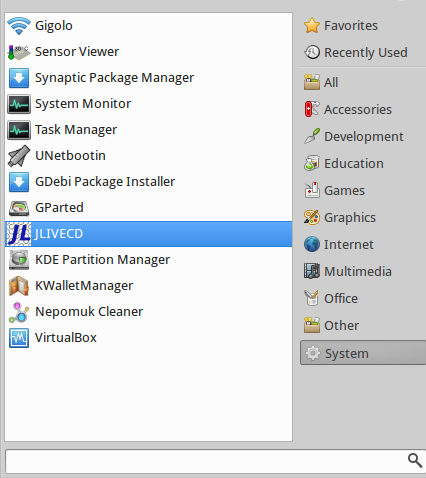 Gigolo
Sensor Viewer
Synaptic Package Manager
System Monitor
Task Manager
UNetbootin
GDebi Package Installer
GParted
JL JLIVECD
KDE Partition Manager
KWalletManager
Nepomuk Cleaner
VirtualBox
Favorites
Recently Used
All
Accessories
Development
Education
Games
Graphics
Internet
Multimedia
Office
Other
System